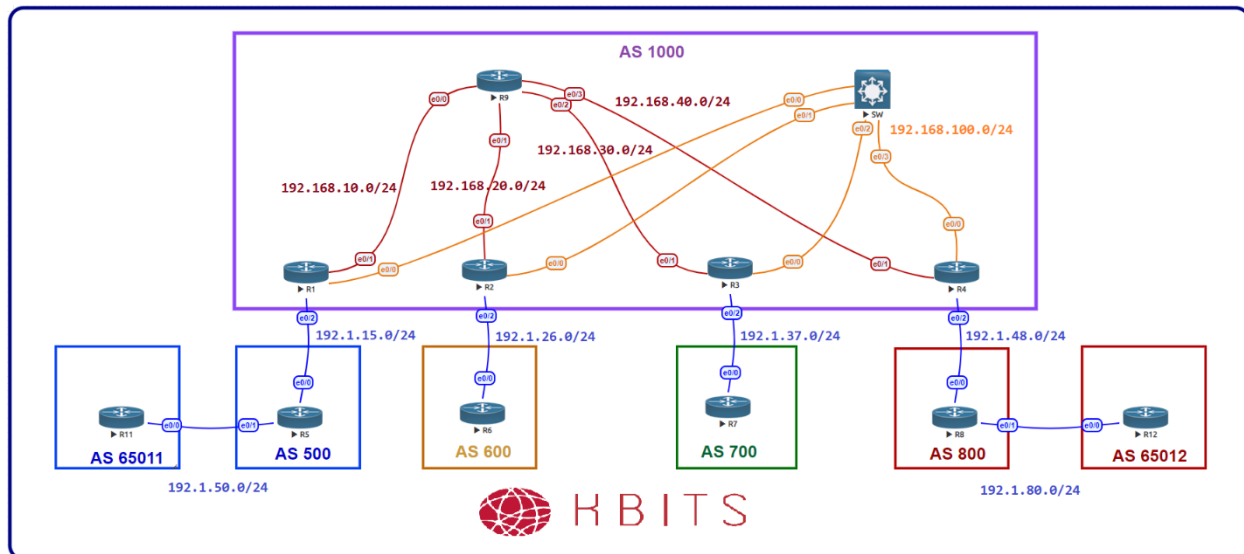 AS 1000
e0/0
e0/3
e0/2
R9
192.168.40.0/24
e0/0
e0/1
SW
e0/2
192.168.100.0/24
e0/1
192.168.30.0/24
e0/3
192.168.10.0/24
192.168.20.0/24
e0/1
e0/0
e0/1
R1
R2
e0/0
e0/1
R3
e0/0
e0/1
R4
e0/2
192.1.15.0/24
e0/2
192.1.26.0/24
e0/2
192.1.37.0/24
e0/2
192.1.48.0/24
e0/0
e0/0
e0/0
e0/0
R11
e0/0
e0/1
R5
R6
R7
R8
e0/1
e0/0
R12
AS 65011
AS 500
AS 600
AS 700
AS 800
AS 65012
192.1.50.0/24
192.1.80.0/24
KBITS